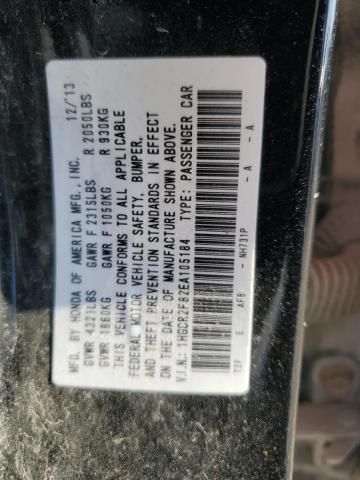 MFD. BY HONDA OF AMERICA MFG., INC. 12/'13
GVWR 4321LBS GAWR F 2315LBS R 2050LBS
GVWR 1960KG GAWR F 1050KG R 930KG
THIS VEHICLE CONFORMS TO ALL APPLICABLE
FEDERAL MOTOR VEHICLE SAFETY, BUMPER,
AND THEFT PREVENTION STANDARDS IN EFFECT
ON THE DATE OF MANUFACTURE SHOWN ABOVE.
V.I.N.: 1HGCR2F82EA105184 TYPE: PASSENGER CAR
T2F E AF8 - NH731P - A - A